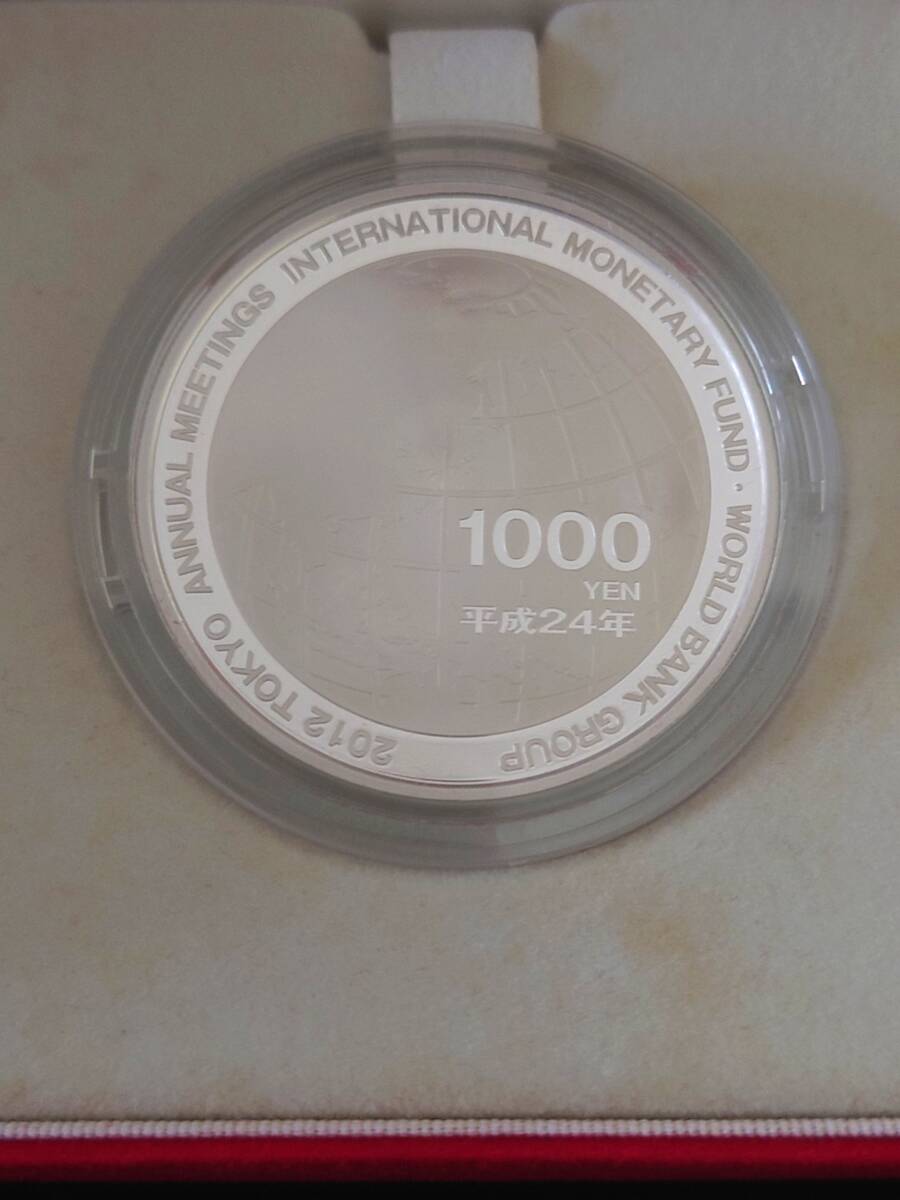 2012 TOKYO ANNUAL MEETINGS INTERNATIONAL MONETARY FUND・WORLD BANK GROUP
1000
YEN
平成24年